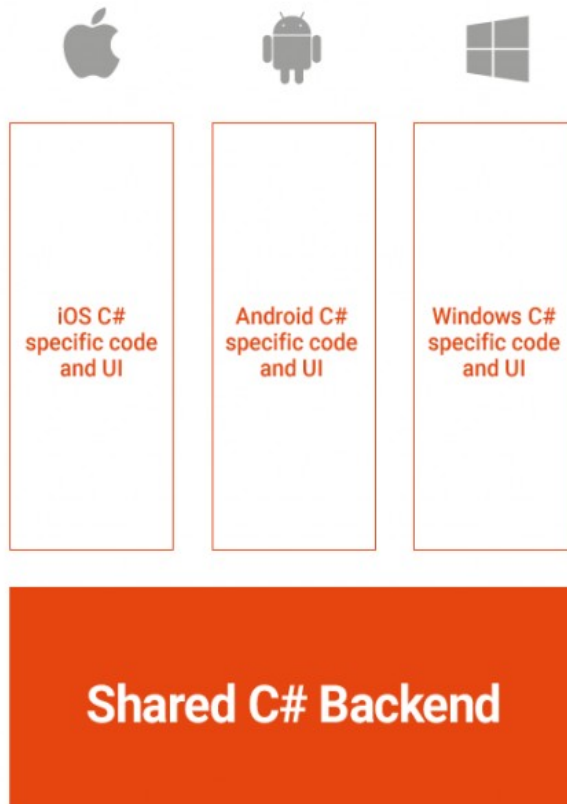 iOS C#
specific code
and UI
Android C#
specific code
and UI
Windows C#
specific code
and UI
Shared C# Backend